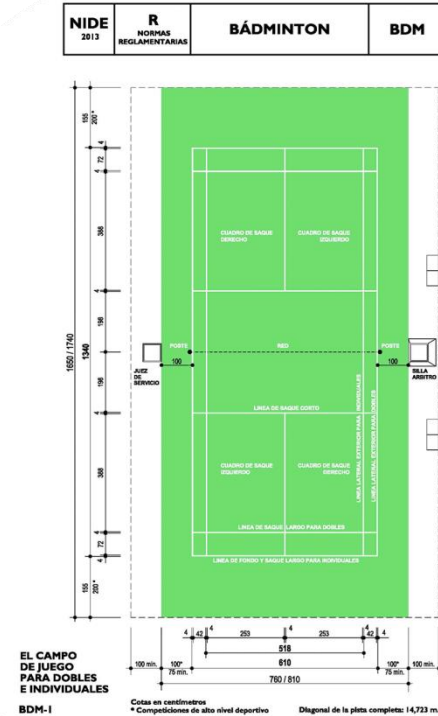 NIDE
2013
R
NORMAS
REGLAMENTARIAS
BÁDMINTON
BDM
155
200*
4
72
4
388
4
198
1340
1650 / 1740
198
4
388
4
72
4
155
200*
CUADRO DE SAQUE
DERECHO
CUADRO DE SAQUE
IZQUIERDO
POSTE
RED
POSTE
100
100
JUEZ
DE
SERVICIO
SILLA
ARBITRO
LINEA DE SAQUE CORTO
CUADRO DE SAQUE
IZQUIERDO
CUADRO DE SAQUE
DERECHO
LINEA LATERAL EXTERIOR PARA INDIVIDUALES
LINEA LATERAL EXTERIOR PARA DOBLES
LINEA DE SAQUE LARGO PARA DOBLES
LINEA DE FONDO Y SAQUE LARGO PARA INDIVIDUALES
4
42
4
253
4
253
4
42
4
518
610
100 min.
100*
75 min.
100*
75 min.
100 min.
760 / 810
EL CAMPO
DE JUEGO
PARA DOBLES
E INDIVIDUALES
BDM-1
Cotas en centímetros
* Competiciones de alto nivel deportivo
Diagonal de la pista completa: 14,723 m